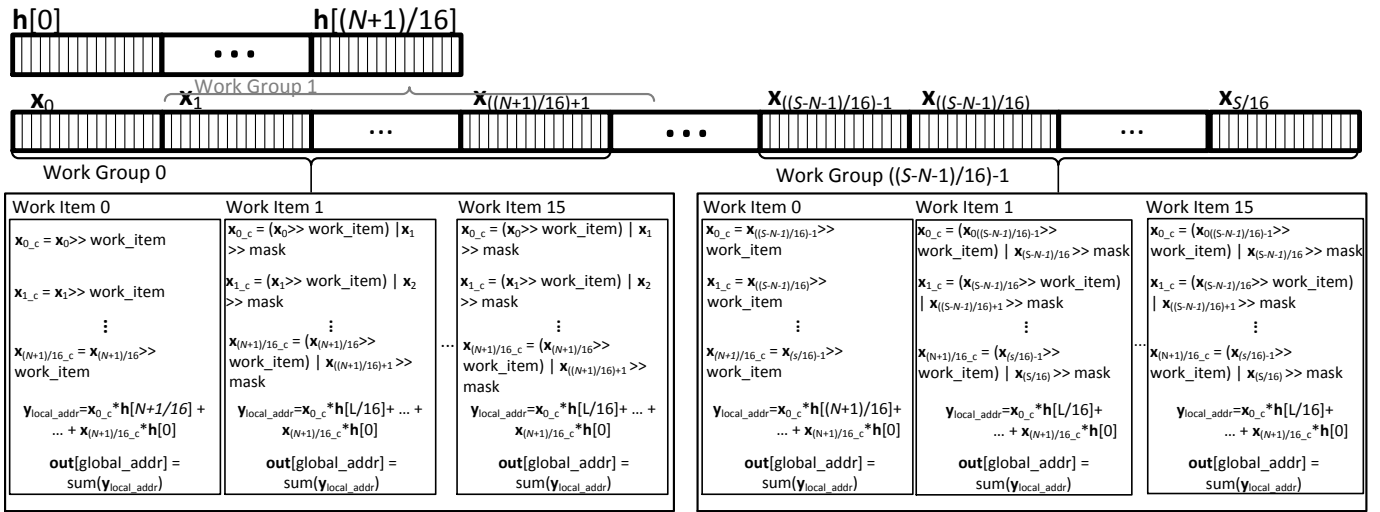 h[0] h[(N+1)/16]
...
Work Group 1
x0 x1 x((N+1)/16)+1 x((S-N-1)/16)-1 x((S-N-1)/16) xS/16
... ... ...
Work Group 0 Work Group ((S-N-1)/16)-1
Work Item 0
x0_c = x0>> work_item
x1_c = x1>> work_item
⋮
x(N+1)/16_c = x(N+1)/16>>
work_item
ylocal_addr=x0_c*h[N+1/16] +
... + x(N+1)/16_c*h[0]
out[global_addr] =
sum(ylocal_addr)
Work Item 1
x0_c = (x0>> work_item) |x1
>> mask
x1_c = (x1>> work_item) | x2
>> mask
⋮
x(N+1)/16_c = (x(N+1)/16
>> work_item) | x((N+1)/16)+1 >>
mask
ylocal_addr=x0_c*h[L/16]+ ... +
x(N+1)/16_c*h[0]
out[global_addr] =
sum(ylocal_addr)
...
Work Item 15
x0_c = (x0>> work_item) | x1
>> mask
x1_c = (x1>> work_item) | x2
>> mask
⋮
x(N+1)/16_c = (x(N+1)/16>>
work_item) | x((N+1)/16)+1 >>
mask
ylocal_addr=x0_c*h[L/16]+ ... +
x(N+1)/16_c*h[0]
out[global_addr] =
sum(ylocal_addr)
Work Item 0
x0_c = x((S-N-1)/16)-1>>
work_item
x1_c = x((S-N-1)/16)>>
work_item
⋮
x(N+1)/16_c = x(s/16)-1>>
work_item
ylocal_addr=x0_c*h[(N+1)/16]+
... + x(N+1)/16_c*h[0]
out[global_addr] =
sum(ylocal_addr)
Work Item 1
x0_c = (x0((S-N-1)/16)-1>>
work_item) | x(S-N-1)/16 >> mask
x1_c = (x(S-N-1)/16>> work_item)
| x((S-N-1)/16)+1 >> mask
⋮
x(N+1)/16_c = (x(s/16)-1>>
work_item) | x(S/16) >> mask
ylocal_addr=x0_c*h[L/16]+
... + x(N+1)/16_c*h[0]
out[global_addr] =
sum(ylocal_addr)
...
Work Item 15
x0_c = (x0((S-N-1)/16)-1>>
work_item) | x(S-N-1)/16 >> mask
x1_c = (x(S-N-1)/16>> work_item)
| x((S-N-1)/16)+1 >> mask
⋮
x(N+1)/16_c = (x(s/16)-1>>
work_item) | x(S/16) >> mask
ylocal_addr=x0_c*h[L/16]+
... + x(N+1)/16_c*h[0]
out[global_addr] =
sum(ylocal_addr)